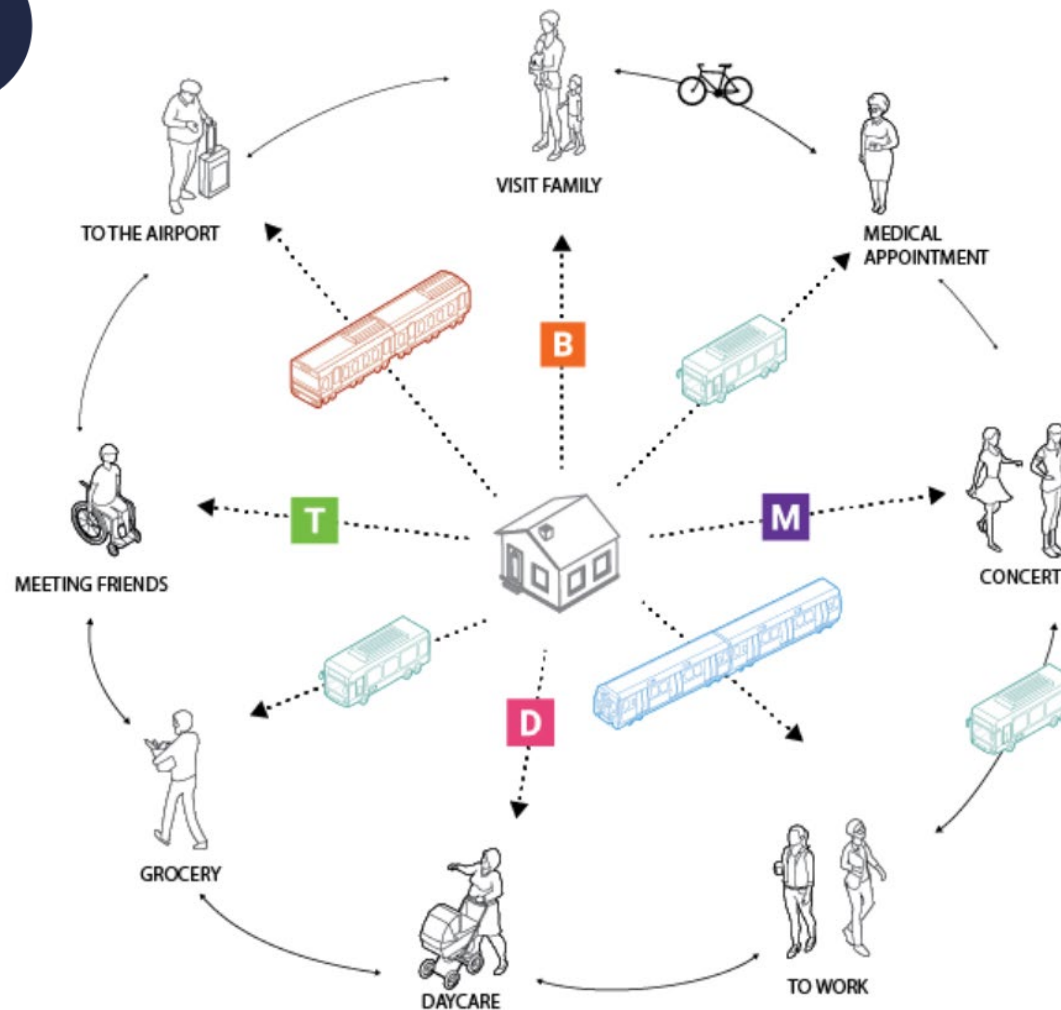 VISIT FAMILY
TO THE AIRPORT
MEDICAL
APPOINTMENT
B
T
M
MEETING FRIENDS
CONCERT
D
GROCERY
DAYCARE
TO WORK